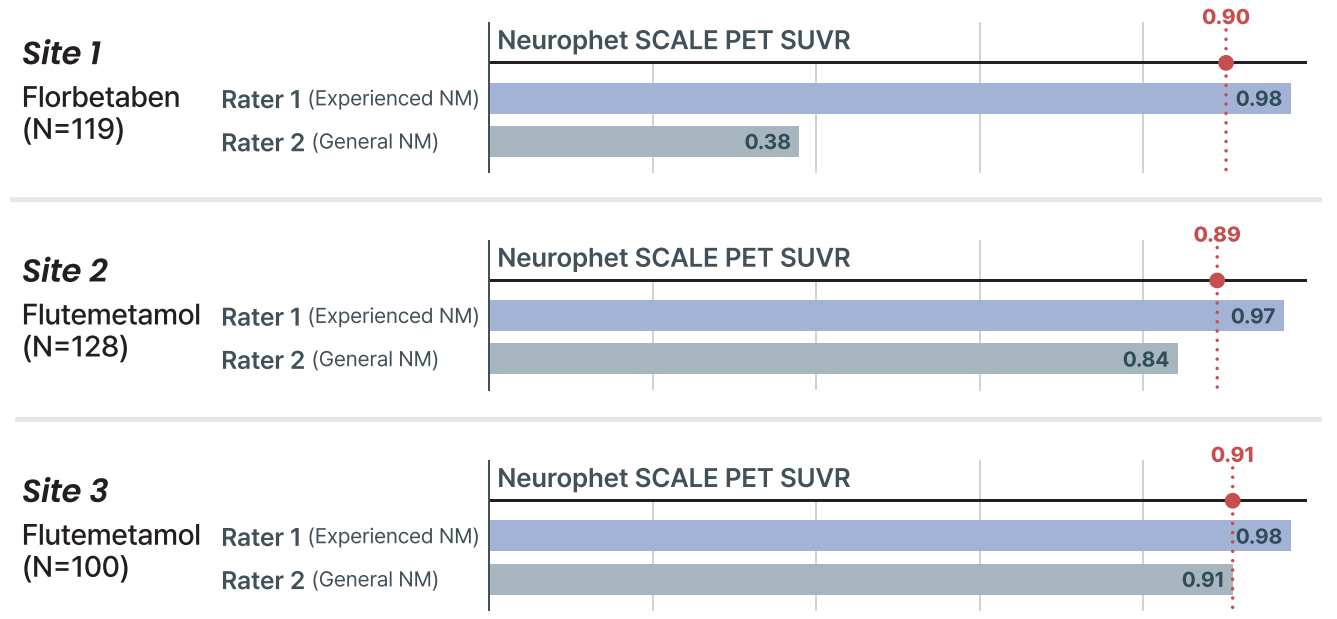 0.90
Site 1
Neurophet SCALE PET SUVR
Florbetaben
(N=119)
Rater 1 (Experienced NM)
0.98
Rater 2 (General NM)
0.38
0.89
Site 2
Neurophet SCALE PET SUVR
Flutemetamol
(N=128)
Rater 1 (Experienced NM)
0.97
Rater 2 (General NM)
0.84
0.91
Site 3
Neurophet SCALE PET SUVR
Flutemetamol
(N=100)
Rater 1 (Experienced NM)
0.98
Rater 2 (General NM)
0.91